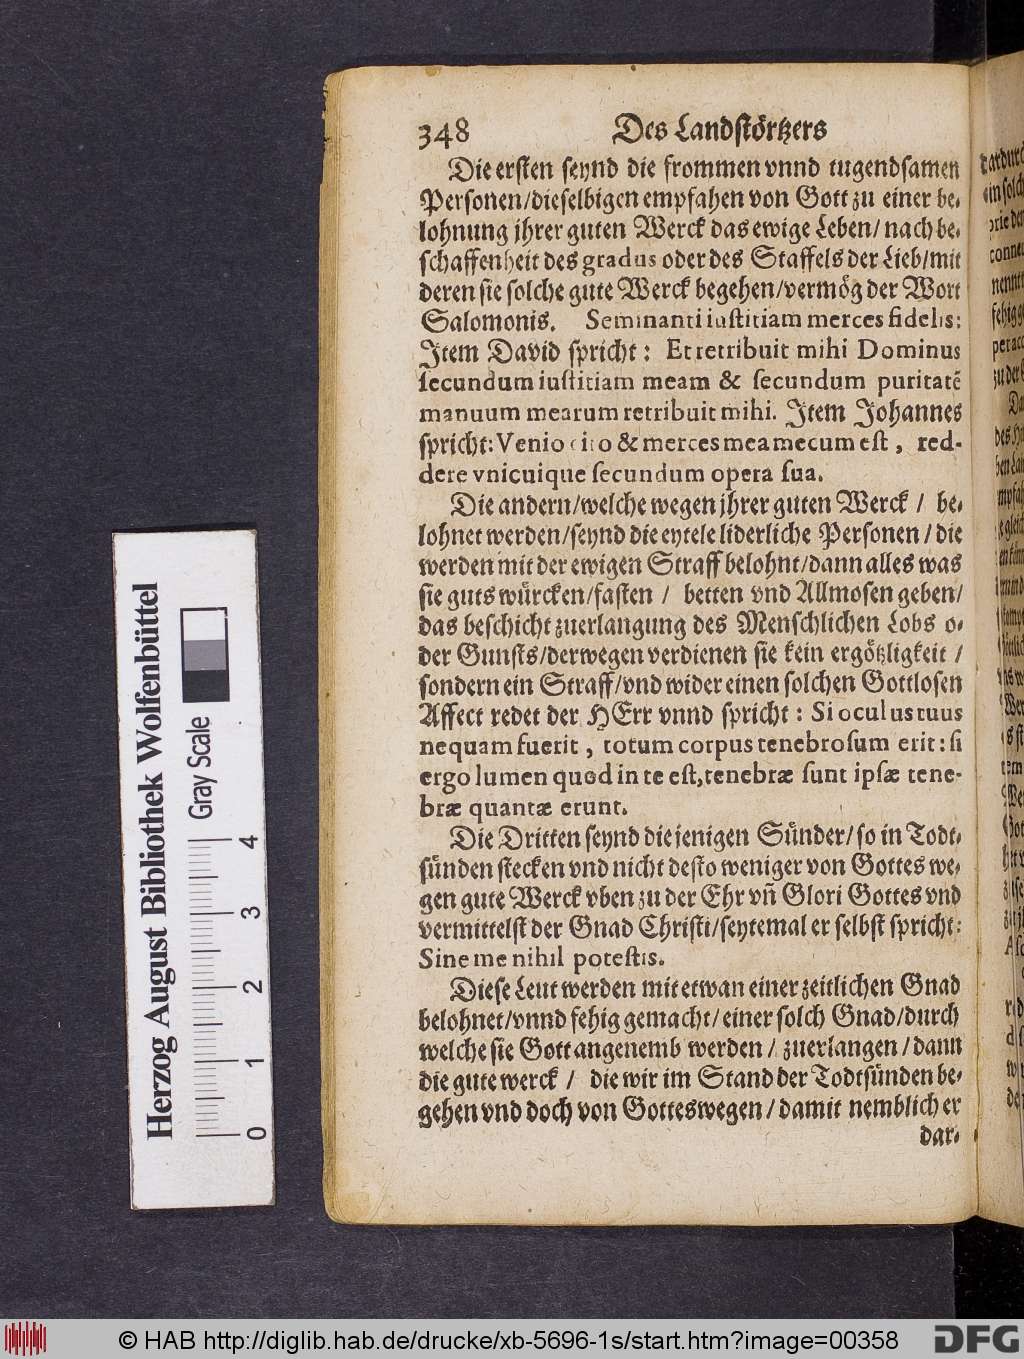 348 Des Landstörtzers
Die ersten seynd die frommen vnnd tugendsamen
Personen/dieselbigen empfahen von Gott zu einer be-
lohnung jhrer guten Werck das ewige Leben/ nach be-
schaffenheit des gradus oder des Staffels der Lieb/mit
deren sie solche gute Werck begehen/vermög der Wort
Salomonis. Seminanti iustitiam merces fidelis:
Item David spricht: Et retribuit mihi Dominus
secundum iustitiam meam & secundum puritatē
manuum mearum retribuit mihi. Item Johannes
spricht: Venio cito & merces mea mecum est, red-
dere vnicuique secundum opera sua.
Die andern/welche wegen jhrer guten Werck / be-
lohnet werden/seynd die eytele liderliche Personen / die
werden mit der ewigen Straff belohnt/dann alles was
sie guts würcken/fasten / betten vnd Allmosen geben/
das beschicht zuerlangung des Menschlichen Lobs o-
der Gunsts/derwegen verdienen sie kein ergötzligkeit /
sondern ein Straff/vnd wider einen solchen Gottlosen
Affect redet der HErr vnnd spricht: Si oculus tuus
nequam fuerit, totum corpus tenebrosum erit: si
ergo lumen quod in te est, tenebræ sunt ipsæ tene-
bræ quantæ erunt.
Die Dritten seynd diejenigen Sünder/so in Todt-
sünden stecken vnd nicht desto weniger von Gottes we-
gen gute Werck vben zu der Ehr vñ Glori Gottes vnd
vermittelst der Gnad Christi/seytemal er selbst spricht:
Sine me nihil potestis.
Diese Leut werden mit etwan einer zeitlichen Gnad
belohnet/vnnd fehig gemacht/einer solch Gnad/durch
welche sie Gott angenemb werden / zuerlangen / dann
die gute werck / die wir im Stand der Todtsünden be-
gehen vnd doch von Gotteswegen / damit nemblich er
dar-
Herzog August Bibliothek Wolfenbüttel
Gray Scale
0 1 2 3 4
© HAB http://diglib.hab.de/drucke/xb-5696-1s/start.htm?image=00358
DFG